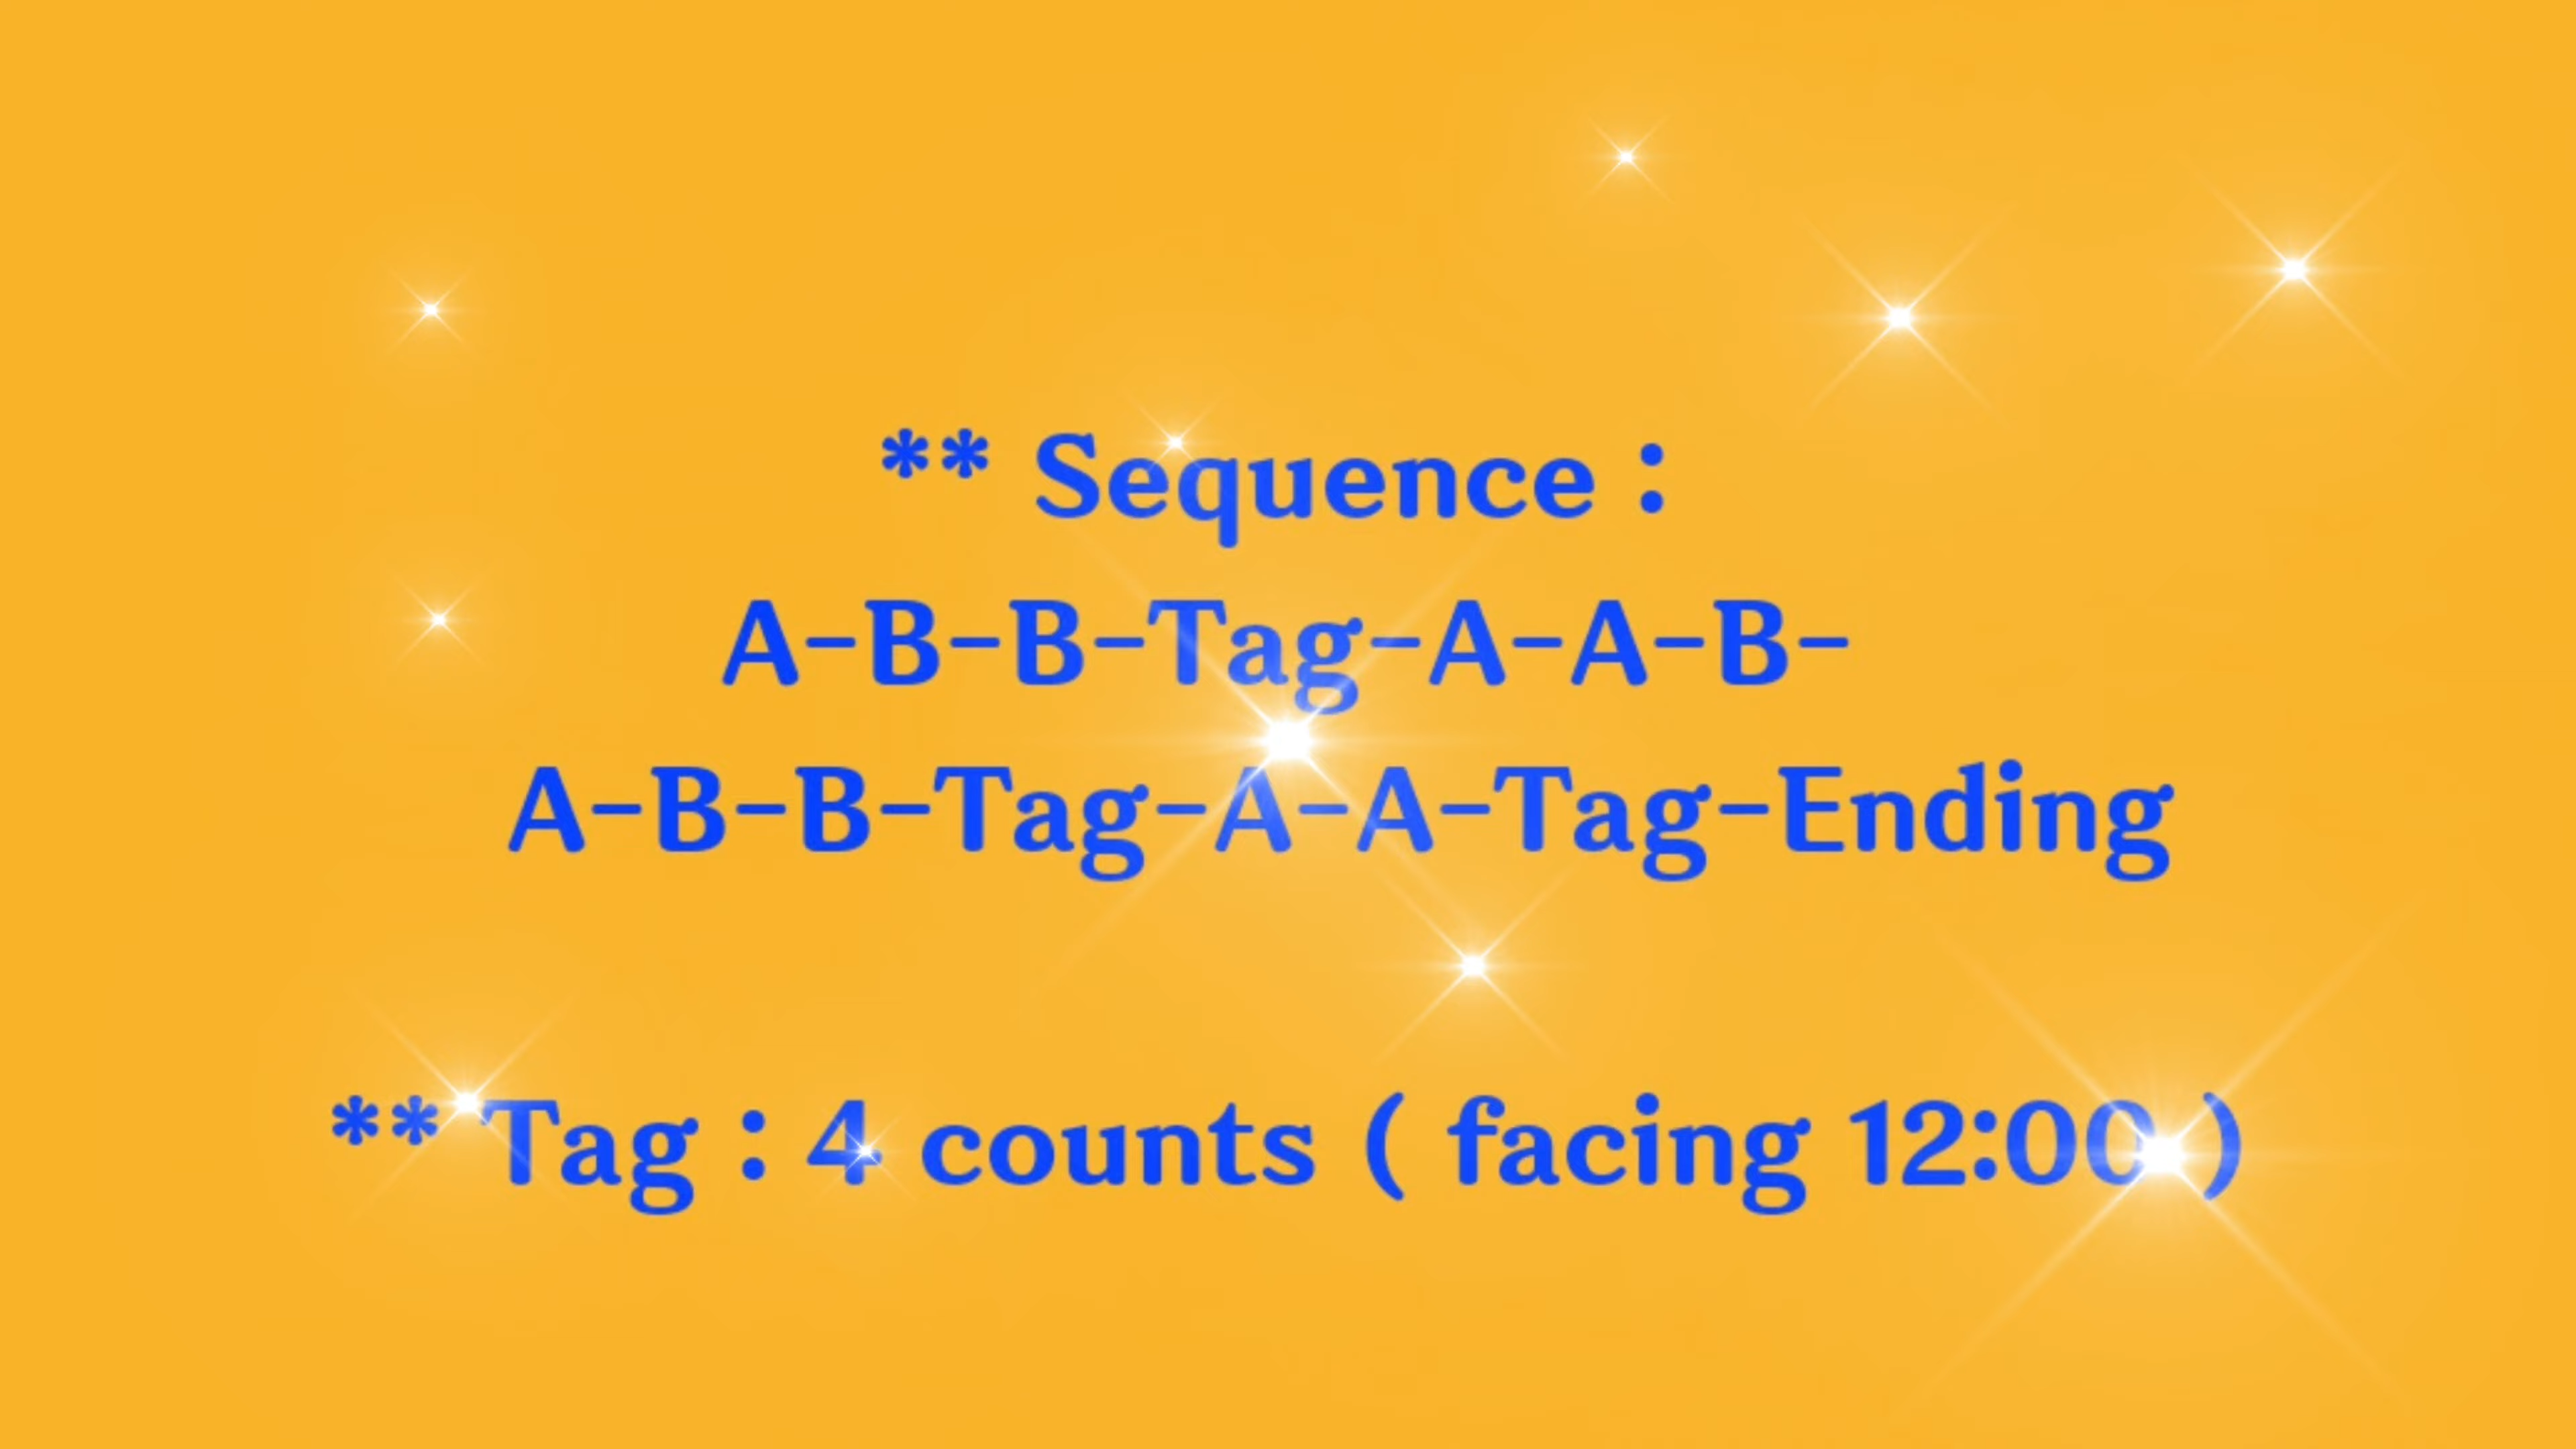 ** Sequence :
A-B-B-Tag-A-A-B-
A-B-B-Tag-A-A-Tag-Ending
** Tag : 4 counts ( facing 12:00 )